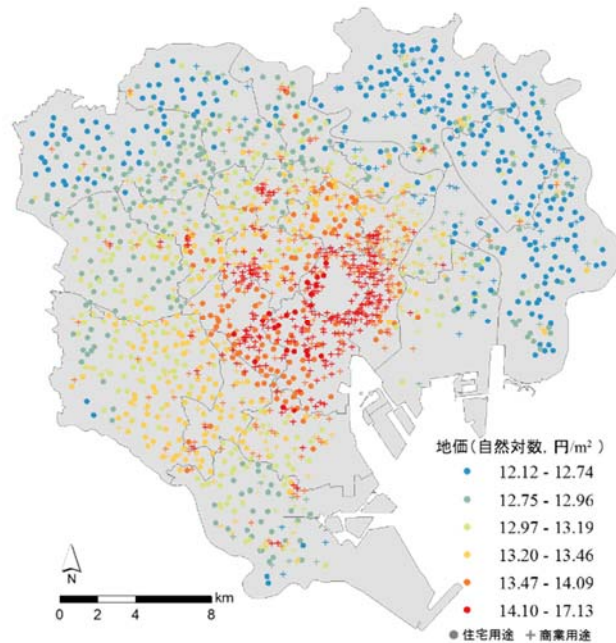 地価(自然対数, 円/m²)
12.12 - 12.74
12.75 - 12.96
12.97 - 13.19
13.20 - 13.46
13.47 - 14.09
14.10 - 17.13
住宅用途 商業用途
N
km
0 2 4 8